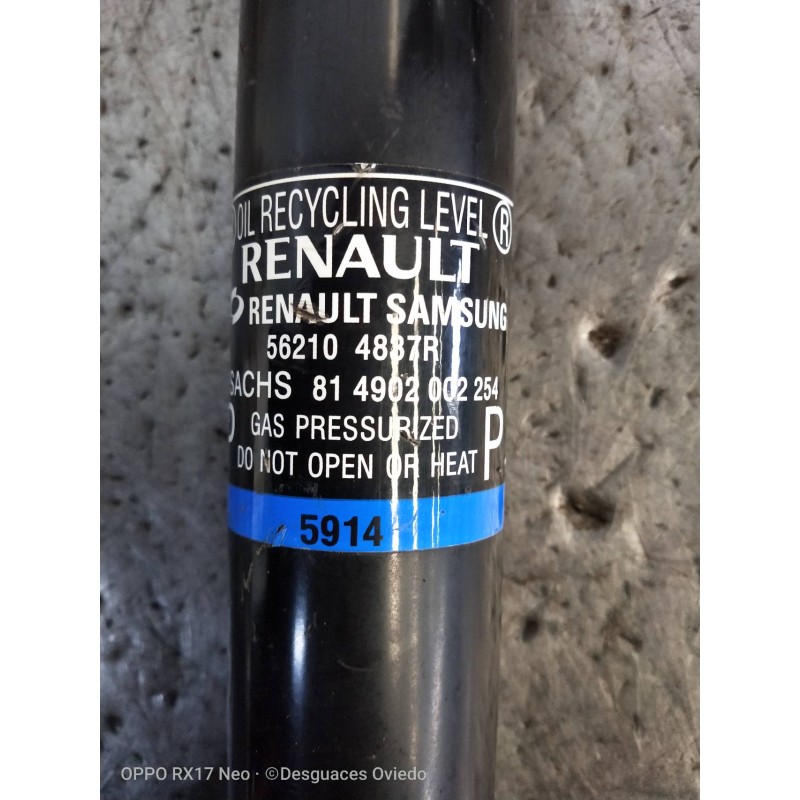 OIL RECYCLING LEVEL ®
RENAULT
RENAULT SAMSUNG
56210 4887R
SACHS 81 4902 002 254
GAS PRESSURIZED
DO NOT OPEN OR HEAT P
5914
OPPO RX17 Neo · ©Desguaces Oviedo